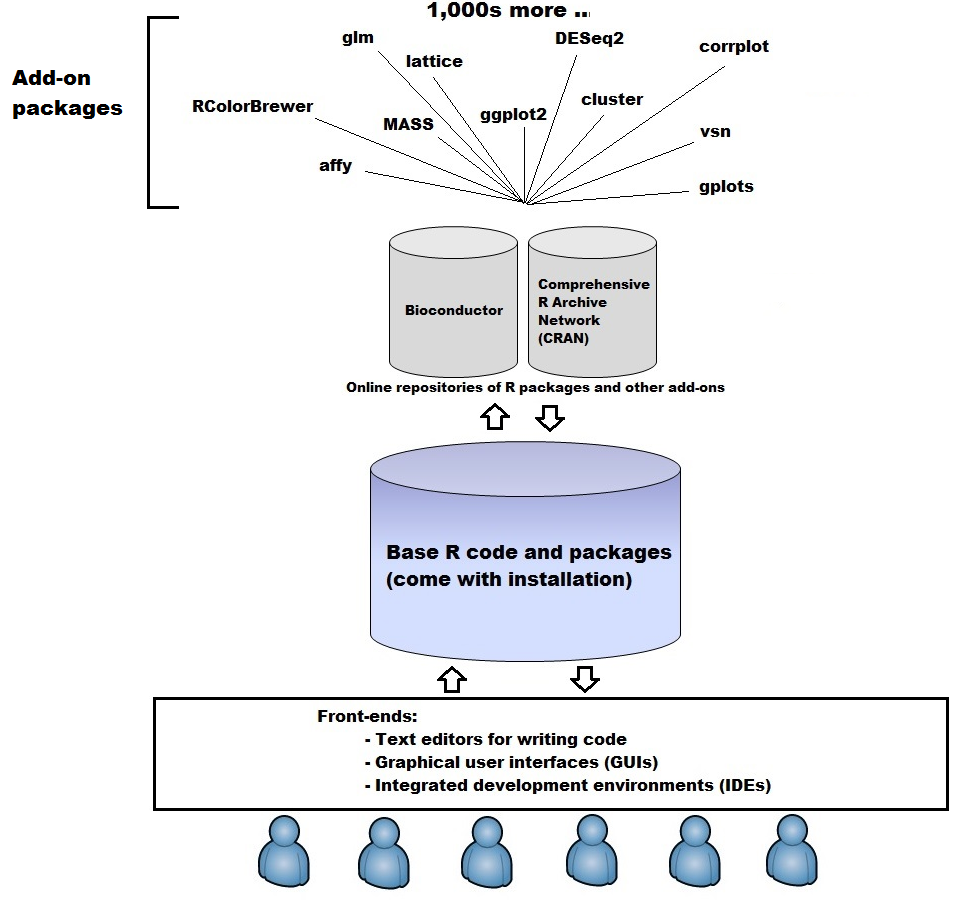 1,000s more ..
glm
DESeq2
corrplot
lattice
Add-on
packages
RColorBrewer
cluster
ggplot2
MASS
vsn
affy
gplots
Bioconductor
Comprehensive
R Archive
Network
(CRAN)
Online repositories of R packages and other add-ons
Base R code and packages
(come with installation)
Front-ends:
- Text editors for writing code
- Graphical user interfaces (GUIs)
- Integrated development environments (IDEs)